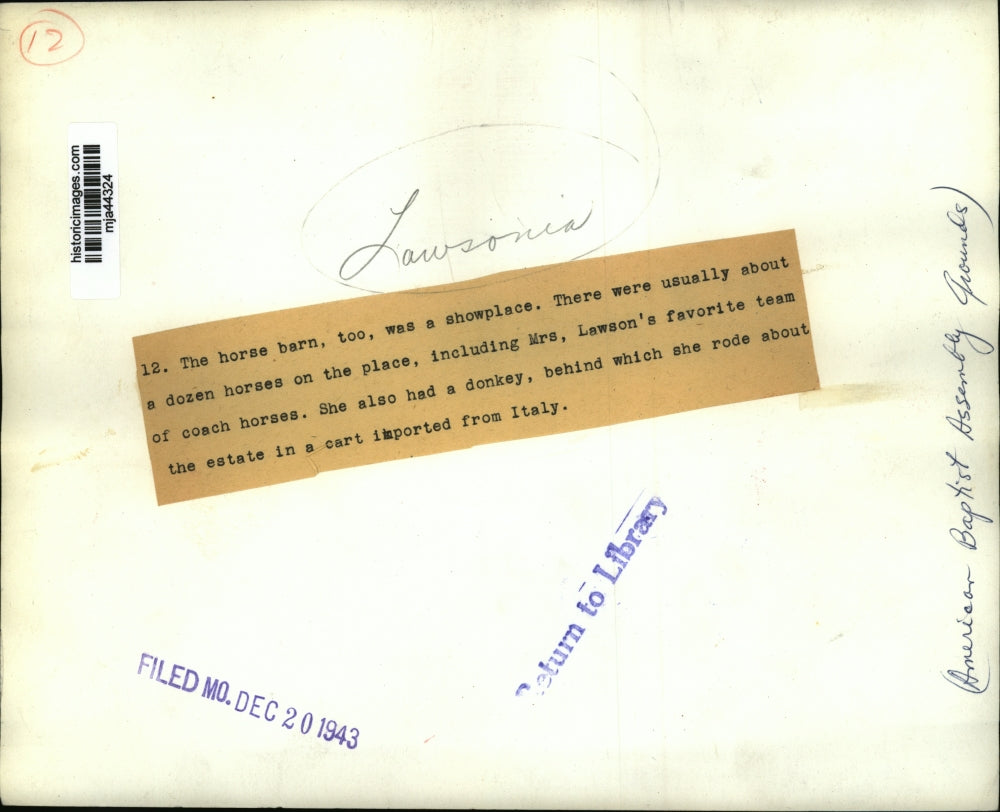 12
historicimages.com
mja44324
Lawsonia
12. The horse barn, too, was a showplace. There were usually about
a dozen horses on the place, including Mrs, Lawson's favorite team
of coach horses. She also had a donkey, behind which she rode about
the estate in a cart imported from Italy.
(American Baptist Assembly Grounds)
Return to Library
FILED MO. DEC 20 1943